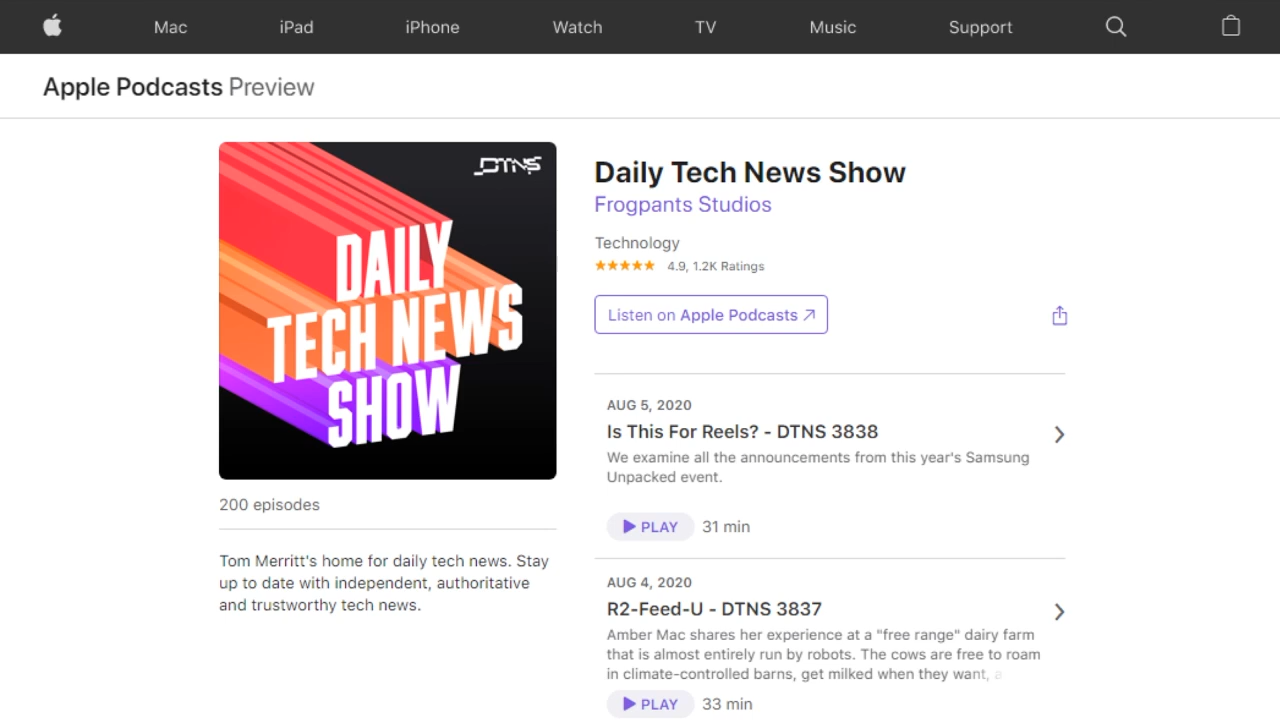 Mac iPad iPhone Watch TV Music Support
Apple Podcasts Preview
DTNS
DAILY
TECH NEWS
SHOW
200 episodes
Tom Merritt's home for daily tech news. Stay
up to date with independent, authoritative
and trustworthy tech news.
Daily Tech News Show
Frogpants Studios
Technology
4.9, 1.2K Ratings
Listen on Apple Podcasts
AUG 5, 2020
Is This For Reels? - DTNS 3838
We examine all the announcements from this year's Samsung
Unpacked event.
PLAY 31 min
AUG 4, 2020
R2-Feed-U - DTNS 3837
Amber Mac shares her experience at a "free range" dairy farm
that is almost entirely run by robots. The cows are free to roam
in climate-controlled barns, get milked when they want, a
PLAY 33 min